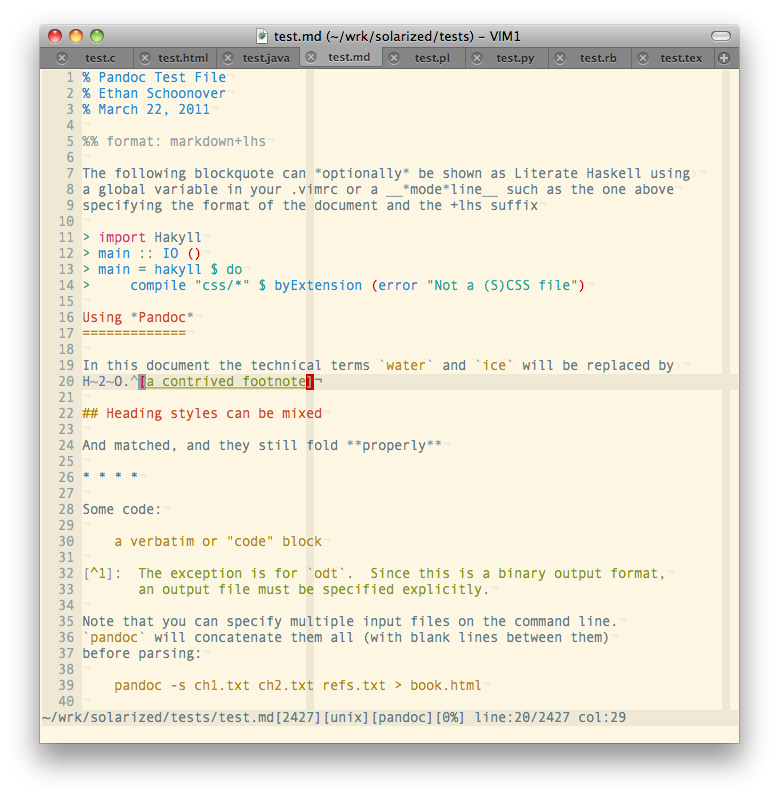 test.md (~/wrk/solarized/tests) – VIM1
test.c test.html test.java test.md test.pl test.py test.rb test.tex
1 % Pandoc Test File
2 % Ethan Schoonover
3 % March 22, 2011
4
5 %% format: markdown+lhs
6
7 The following blockquote can *optionally* be shown as Literate Haskell using
8 a global variable in your .vimrc or a __*mode*line__ such as the one above
9 specifying the format of the document and the +lhs suffix
10
11 > import Hakyll
12 > main :: IO ()
13 > main = hakyll $ do
14 >     compile "css/*" $ byExtension (error "Not a (S)CSS file")
15
16 Using *Pandoc*
17 =============
18
19 In this document the technical terms `water` and `ice` will be replaced by
20 H~2~O.^[a contrived footnote]
21
22 ## Heading styles can be mixed
23
24 And matched, and they still fold **properly**
25
26 * * * *
27
28 Some code:
29
30     a verbatim or "code" block
31
32 [^1]:  The exception is for `odt`.  Since this is a binary output format,
33        an output file must be specified explicitly.
34
35 Note that you can specify multiple input files on the command line.
36 `pandoc` will concatenate them all (with blank lines between them)
37 before parsing:
38
39     pandoc -s ch1.txt ch2.txt refs.txt > book.html
40
~/wrk/solarized/tests/test.md[2427][unix][pandoc][0%] line:20/2427 col:29